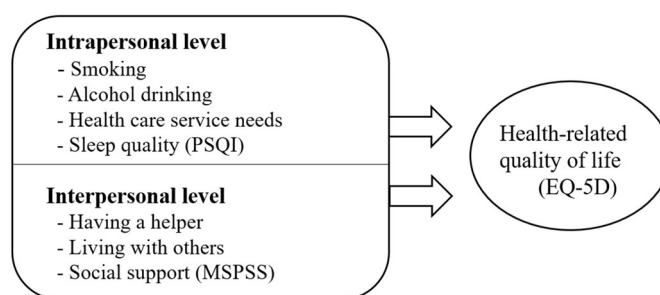 Intrapersonal level
- Smoking
- Alcohol drinking
- Health care service needs
- Sleep quality (PSQI)
Interpersonal level
- Having a helper
- Living with others
- Social support (MSPSS)
Health-related
quality of life
(EQ-5D)